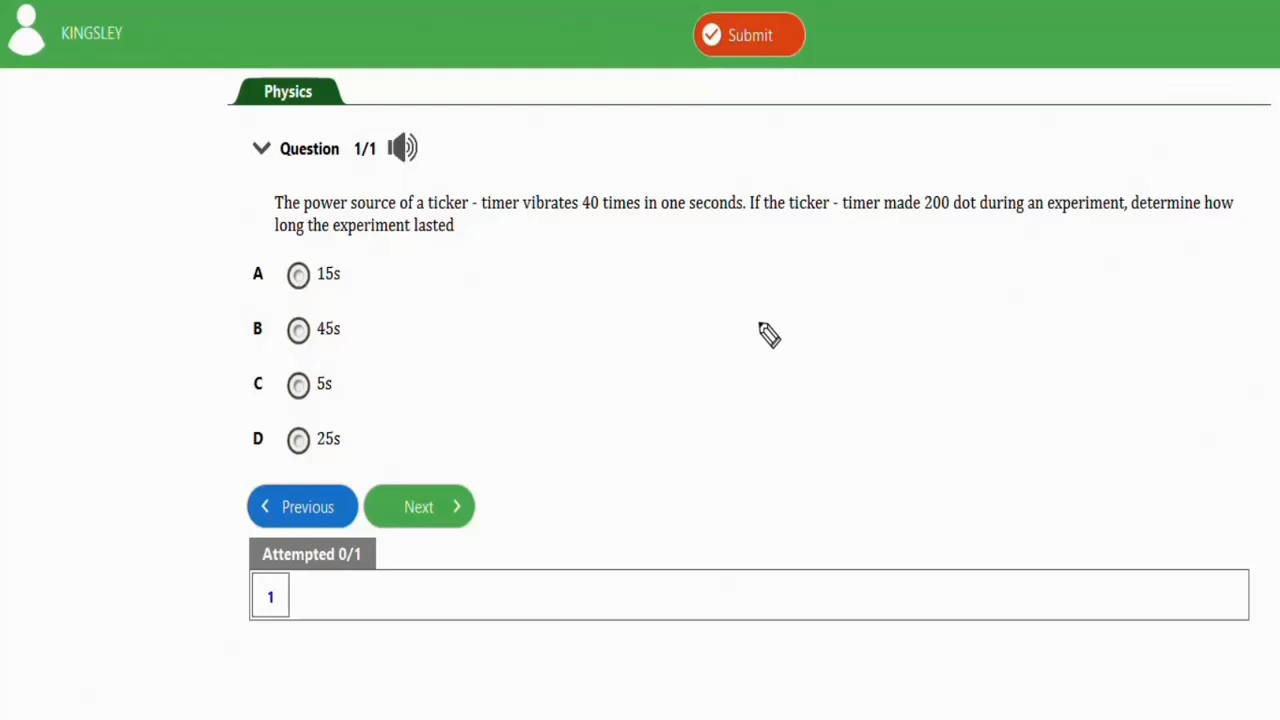 KINGSLEY
Submit
Physics
Question 1/1
The power source of a ticker - timer vibrates 40 times in one seconds. If the ticker - timer made 200 dot during an experiment, determine how
long the experiment lasted
A 15s
B 45s
C 5s
D 25s
Previous
Next
Attempted 0/1
1